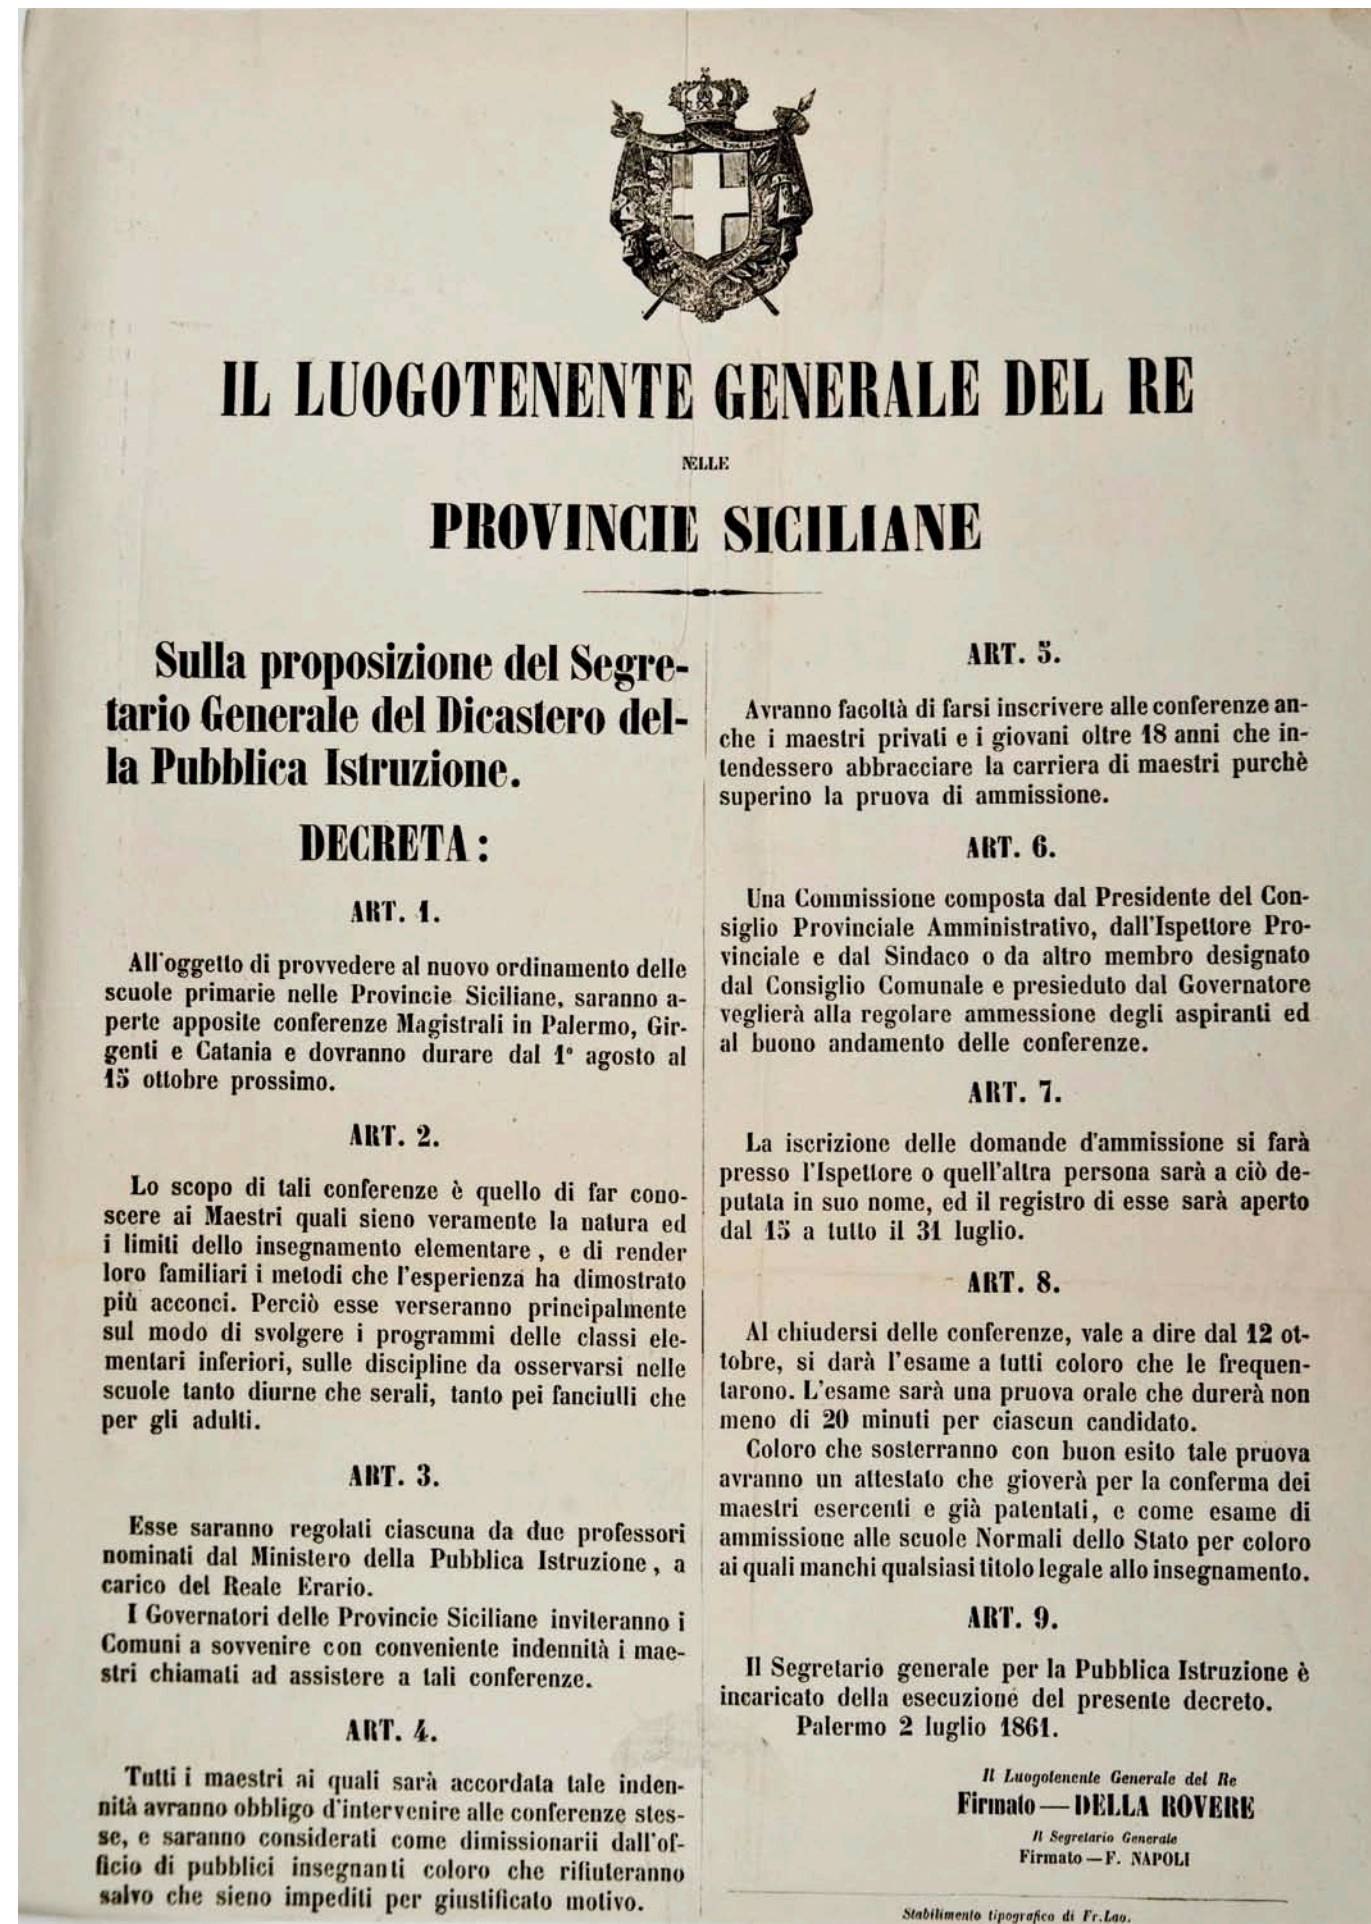 IL LUOGOTENENTE GENERALE DEL RE
NELLE
PROVINCIE SICILIANE
Sulla proposizione del Segre-
tario Generale del Dicastero del-
la Pubblica Istruzione.
DECRETA:
ART. 1.
All'oggetto di provvedere al nuovo ordinamento delle
scuole primarie nelle Provincie Siciliane, saranno a-
perte apposite conferenze Magistrali in Palermo, Gir-
genti e Catania e dovranno durare dal 1° agosto al
15 ottobre prossimo.
ART. 2.
Lo scopo di tali conferenze è quello di far cono-
scere ai Maestri quali sieno veramente la natura ed
i limiti dello insegnamento elementare, e di render
loro familiari i metodi che l'esperienza ha dimostrato
più acconci. Perciò esse verseranno principalmente
sul modo di svolgere i programmi delle classi ele-
mentari inferiori, sulle discipline da osservarsi nelle
scuole tanto diurne che serali, tanto pei fanciulli che
per gli adulti.
ART. 3.
Esse saranno regolati ciascuna da due professori
nominati dal Ministero della Pubblica Istruzione, a
carico del Reale Erario.
I Governatori delle Provincie Siciliane inviteranno i
Comuni a sovvenire con conveniente indennità i mae-
stri chiamati ad assistere a tali conferenze.
ART. 4.
Tutti i maestri ai quali sarà accordata tale inden-
nità avranno obbligo d'intervenire alle conferenze stes-
se, e saranno considerati come dimissionarii dall'of-
ficio di pubblici insegnanti coloro che rifiuteranno
salvo che sieno impediti per giustificato motivo.
ART. 5.
Avranno facoltà di farsi inscrivere alle conferenze an-
che i maestri privati e i giovani oltre 18 anni che in-
tendessero abbracciare la carriera di maestri purchè
superino la pruova di ammissione.
ART. 6.
Una Commissione composta dal Presidente del Con-
siglio Provinciale Amministrativo, dall'Ispettore Pro-
vinciale e dal Sindaco o da altro membro designato
dal Consiglio Comunale e presieduto dal Governatore
veglierà alla regolare ammessione degli aspiranti ed
al buono andamento delle conferenze.
ART. 7.
La iscrizione delle domande d'ammissione si farà
presso l'Ispettore o quell'altra persona sarà a ciò de-
putata in suo nome, ed il registro di esse sarà aperto
dal 15 a tutto il 31 luglio.
ART. 8.
Al chiudersi delle conferenze, vale a dire dal 12 ot-
tobre, si darà l'esame a tutti coloro che le frequen-
tarono. L'esame sarà una pruova orale che durerà non
meno di 20 minuti per ciascun candidato.
Coloro che sosterranno con buon esito tale pruova
avranno un attestato che gioverà per la conferma dei
maestri esercenti e già patentati, e come esame di
ammissione alle scuole Normali dello Stato per coloro
ai quali manchi qualsiasi titolo legale allo insegnamento.
ART. 9.
Il Segretario generale per la Pubblica Istruzione è
incaricato della esecuzione del presente decreto.
Palermo 2 luglio 1861.
Il Luogotenente Generale del Re
Firmato — DELLA ROVERE
Il Segretario Generale
Firmato — F. NAPOLI
Stabilimento tipografico di Fr. Lao.